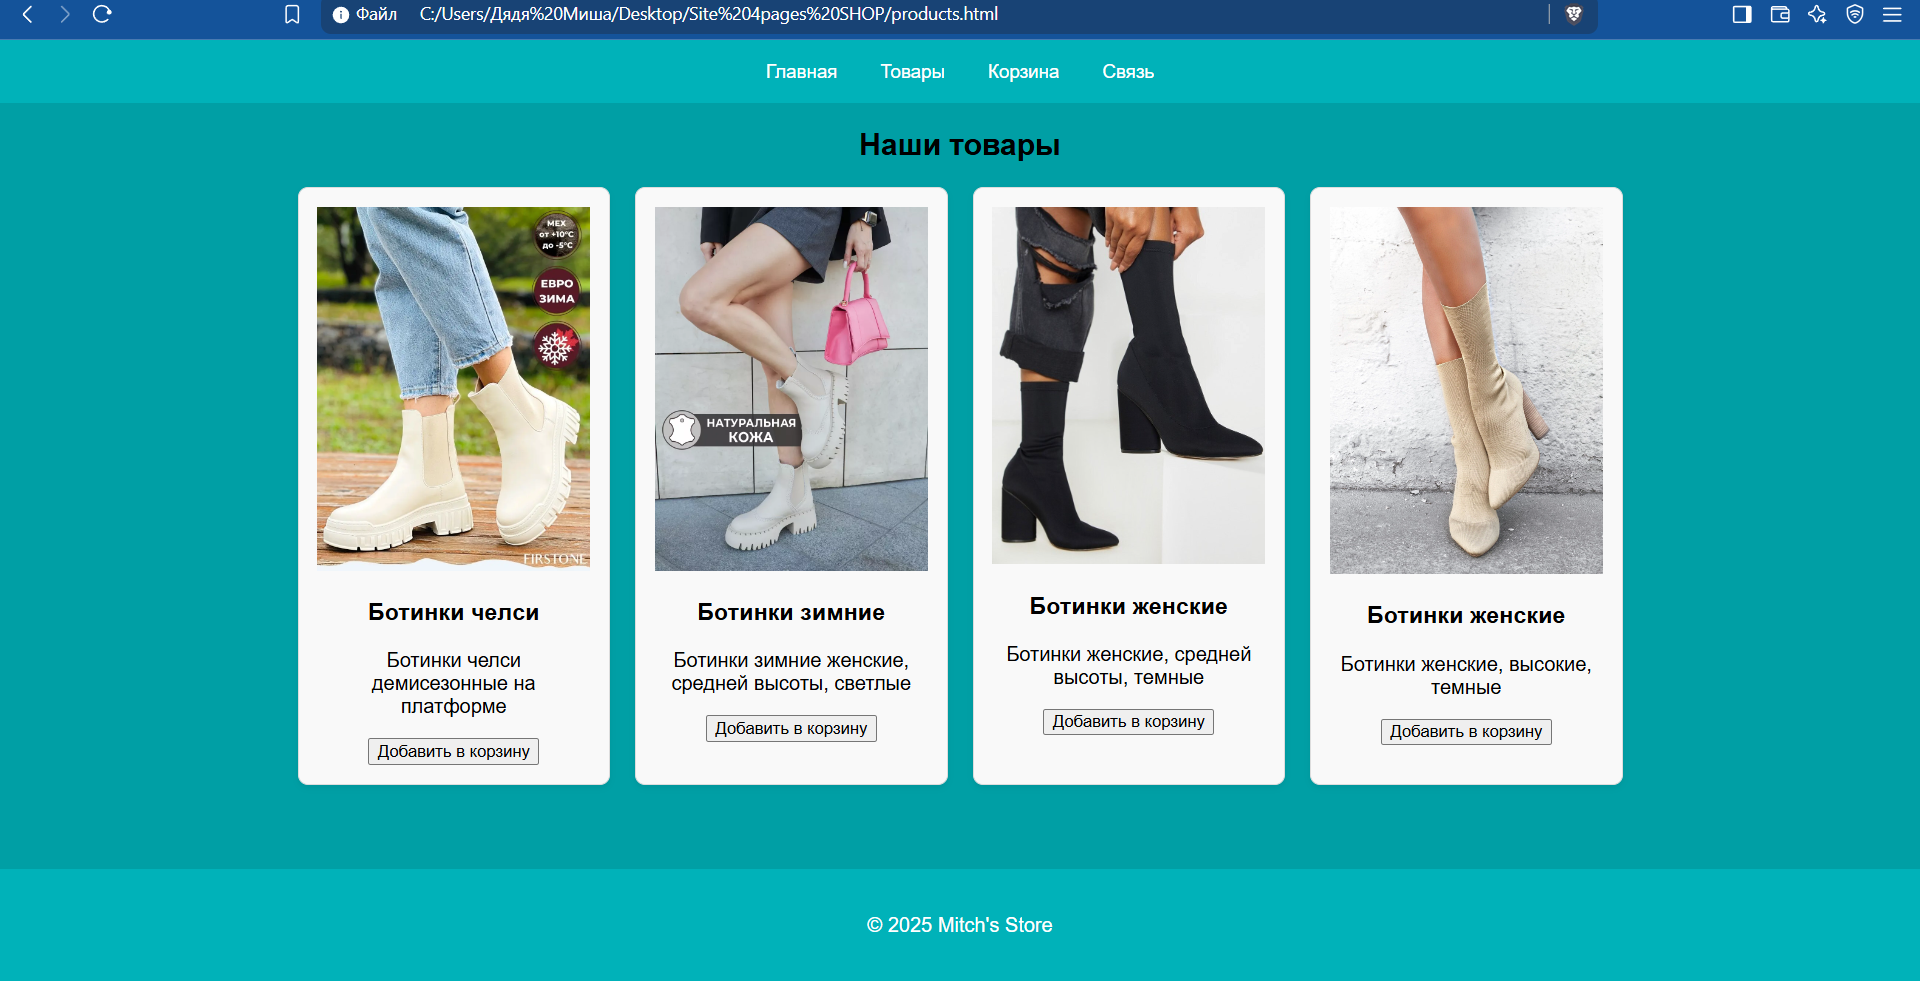 Файл C:/Users/Дядя%20Миша/Desktop/Site%204pages%20SHOP/products.html
Главная Товары Корзина Связь
Наши товары
МЕХ
от +10°C
до -5°C
ЕВРО
ЗИМА
FIRSTONE
НАТУРАЛЬНАЯ
КОЖА
Ботинки челси
Ботинки челси
демисезонные на
платформе
Добавить в корзину
Ботинки зимние
Ботинки зимние женские,
средней высоты, светлые
Добавить в корзину
Ботинки женские
Ботинки женские, средней
высоты, темные
Добавить в корзину
Ботинки женские
Ботинки женские, высокие,
темные
Добавить в корзину
© 2025 Mitch's Store